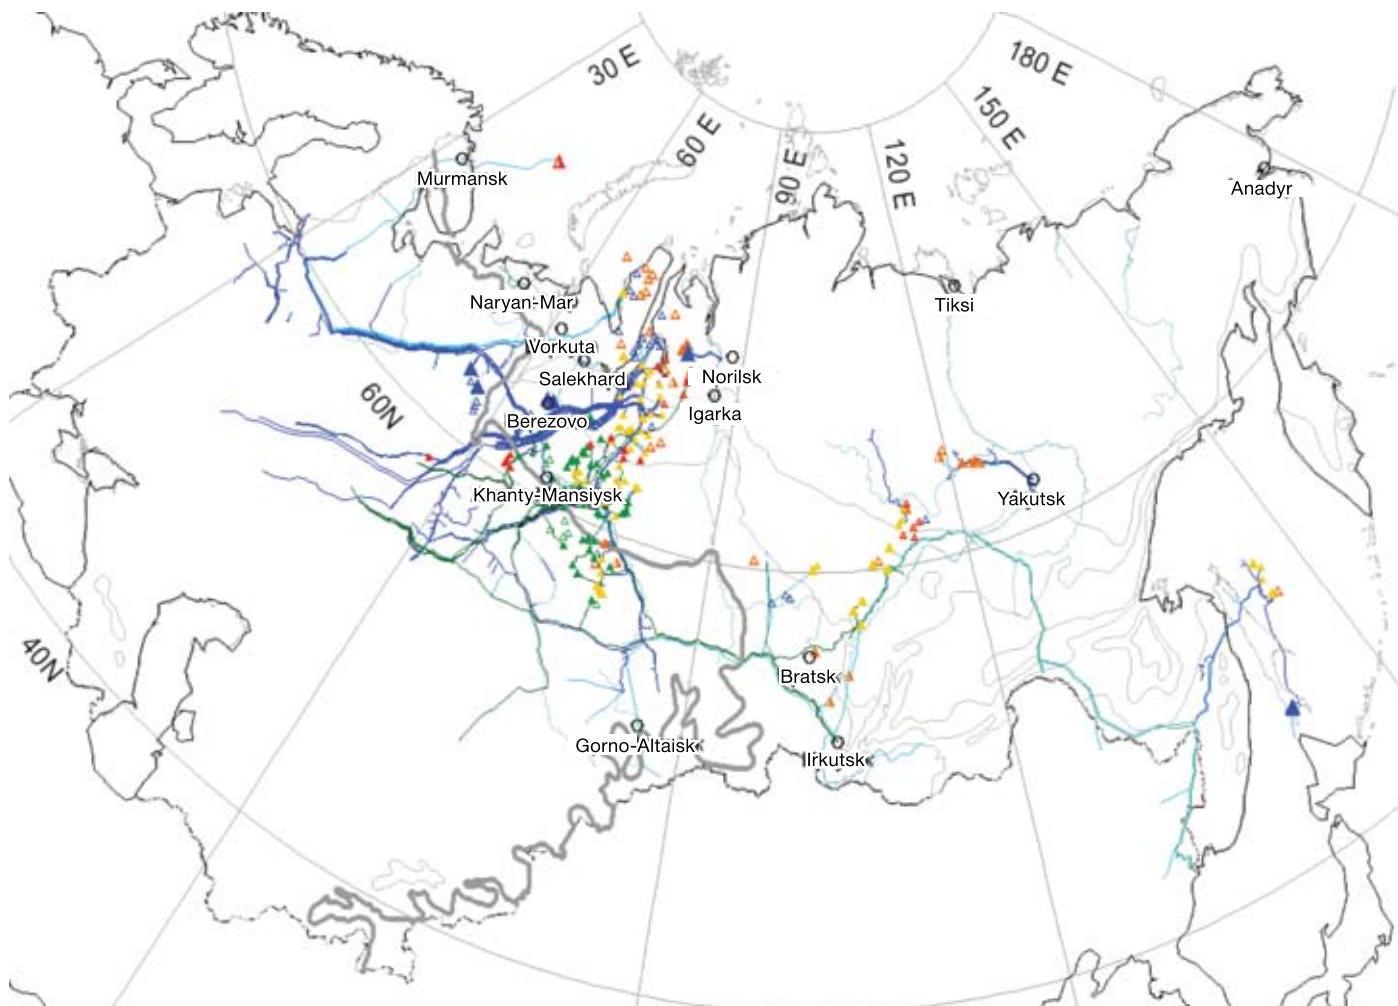 30 E
180 E
150 E
60 E
90 E
120 E
Murmansk
Anadyr
Naryan-Mar
Tiksi
Vorkuta
Salekhard
Norilsk
60N
Igarka
Berezovo
Khanty-Mansiysk
Yakutsk
40N
Bratsk
Gorno-Altaisk
Irkutsk